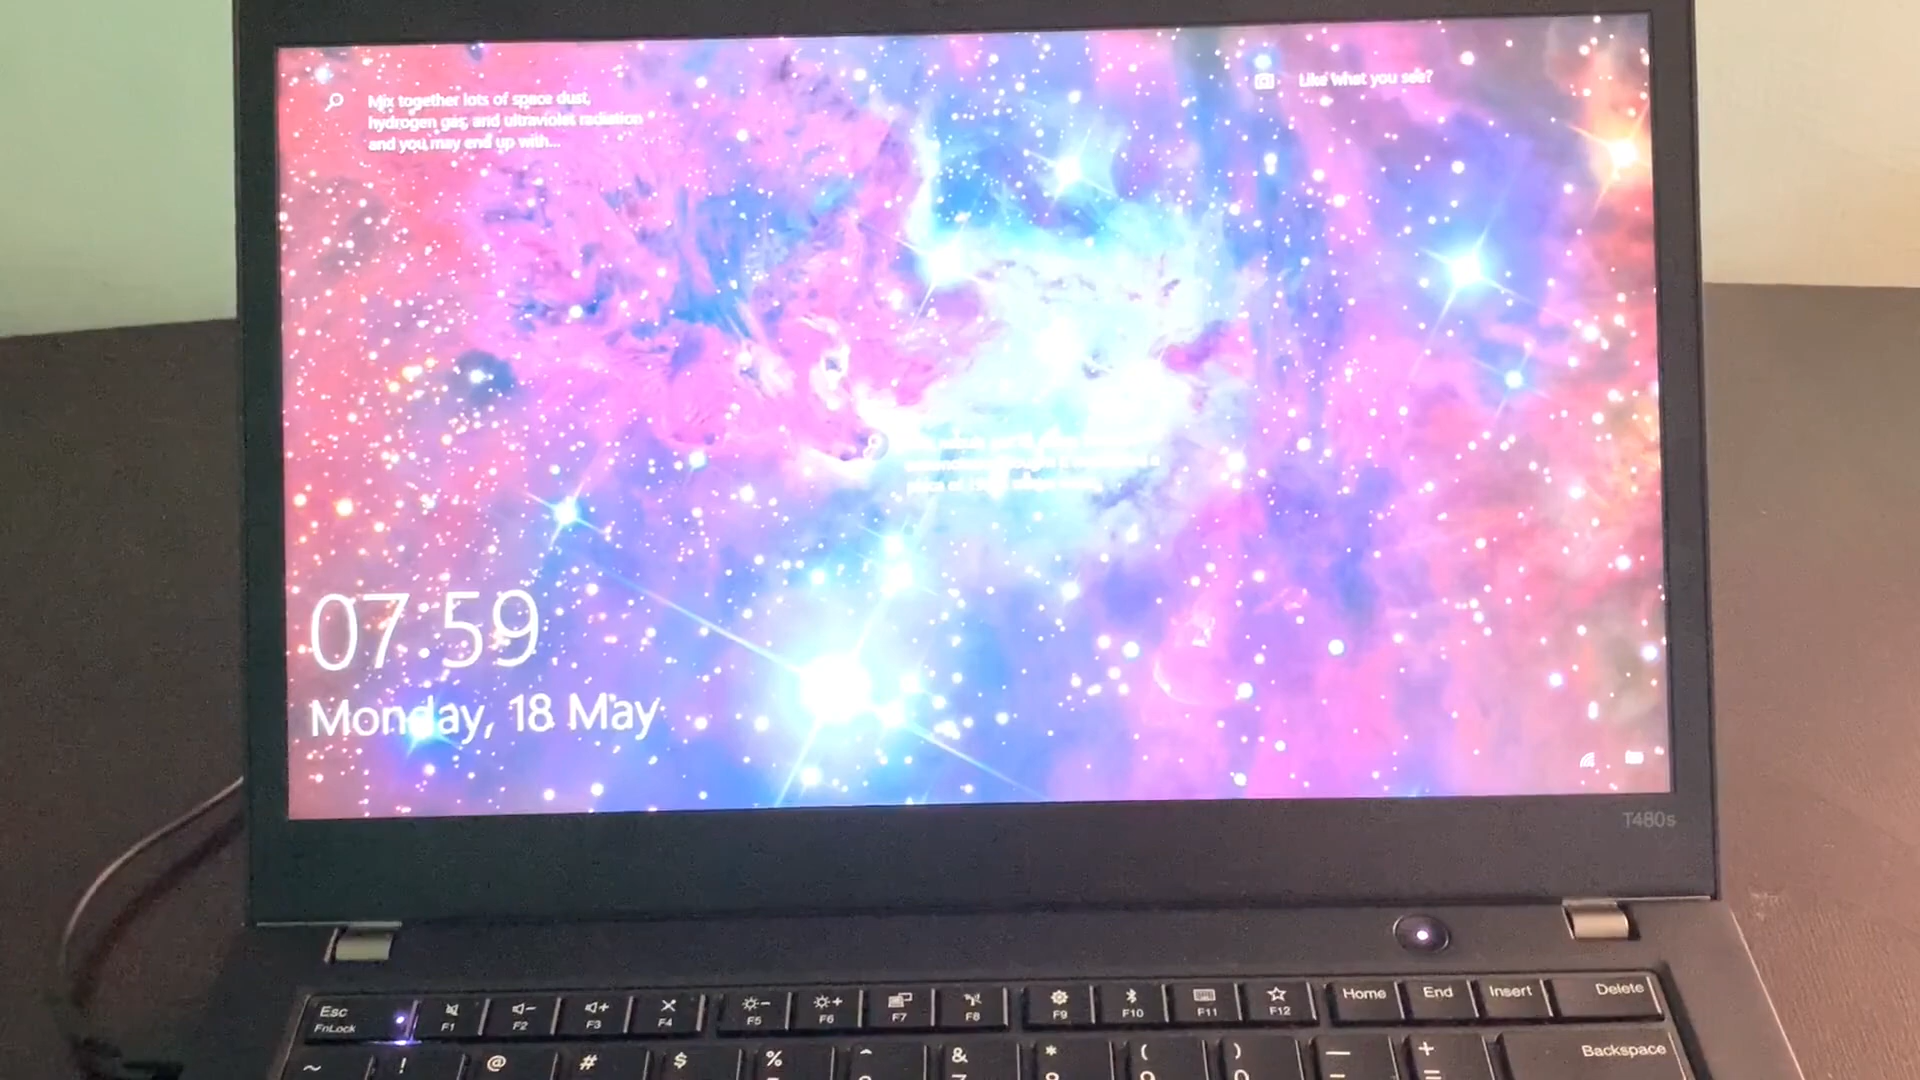 Mix together lots of space dust,
hydrogen gas, and ultraviolet radiation
and you may end up with...
Like what you see?
07:59
Monday, 18 May
T480s
Esc
FnLock
F1
F2
F3
F4
F5
F6
F7
F8
F9
F10
F11
F12
Home
End
Insert
Delete
~
!
@
#
$
%
^
&
*
(
)
—
+
Backspace